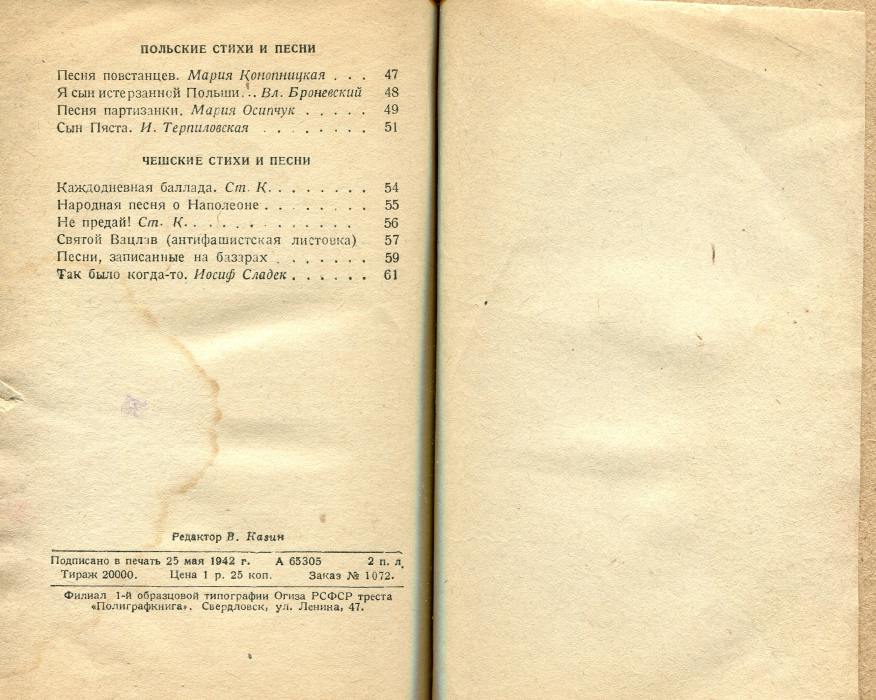 ПОЛЬСКИЕ СТИХИ И ПЕСНИ
Песня повстанцев. Мария Конопницкая . . . 47
Я сын истерзанной Польши. . . Вл. Броневский 48
Песня партизанки. Мария Осипчук . . . . . 49
Сын Пяста. И. Терпиловская . . . . . . . . 51
ЧЕШСКИЕ СТИХИ И ПЕСНИ
Каждодневная баллада. Ст. К. . . . . . . . 54
Народная песня о Наполеоне . . . . . . . . 55
Не предай! Ст. К. . . . . . . . . . . 56
Святой Вацлав (антифашистская листовка) 57
Песни, записанные на базарах . . . . . . . 59
Так было когда-то. Иосиф Сладек . . . . . . 61
Редактор В. Казин
Подписано в печать 25 мая 1942 г. А 65305 2 п. л.
Тираж 20000. Цена 1 р. 25 коп. Заказ № 1072.
Филиал 1-й образцовой типографии Огиза РСФСР треста
«Полиграфкнига». Свердловск, ул. Ленина, 47.